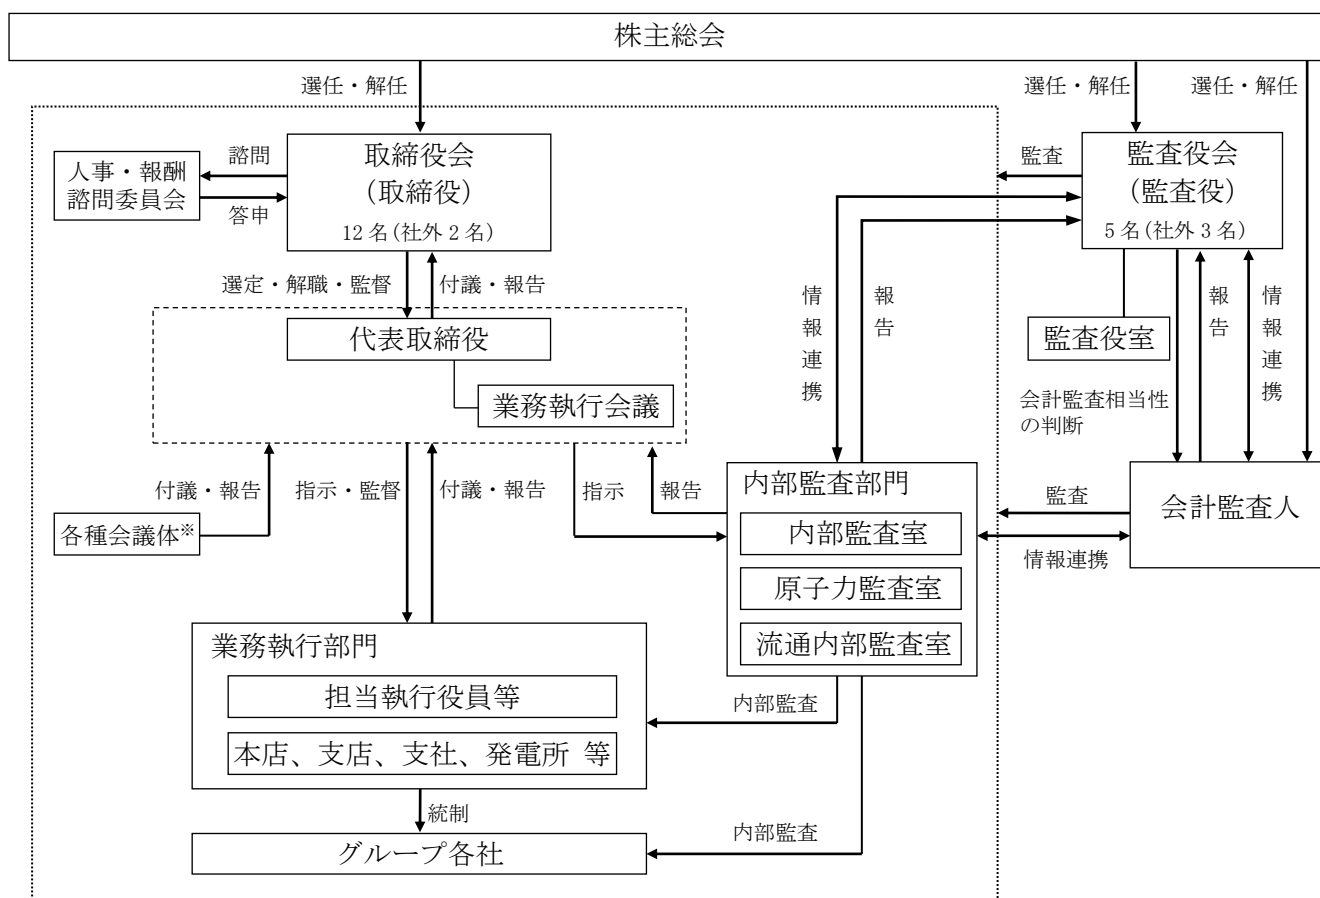 株主総会
選任・解任
選任・解任
選任・解任
人事・報酬
諮問委員会
諮問
答申
取締役会
(取締役)
12名(社外2名)
監査
監査役会
(監査役)
5名(社外3名)
選定・解職・監督
付議・報告
情報連携
報告
監査役室
報告
情報連携
代表取締役
業務執行会議
会計監査相当性
の判断
付議・報告
指示・監督
付議・報告
指示
報告
各種会議体※
内部監査部門
内部監査室
原子力監査室
流通内部監査室
監査
情報連携
会計監査人
業務執行部門
担当執行役員等
本店、支店、支社、発電所 等
内部監査
統制
内部監査
グループ各社